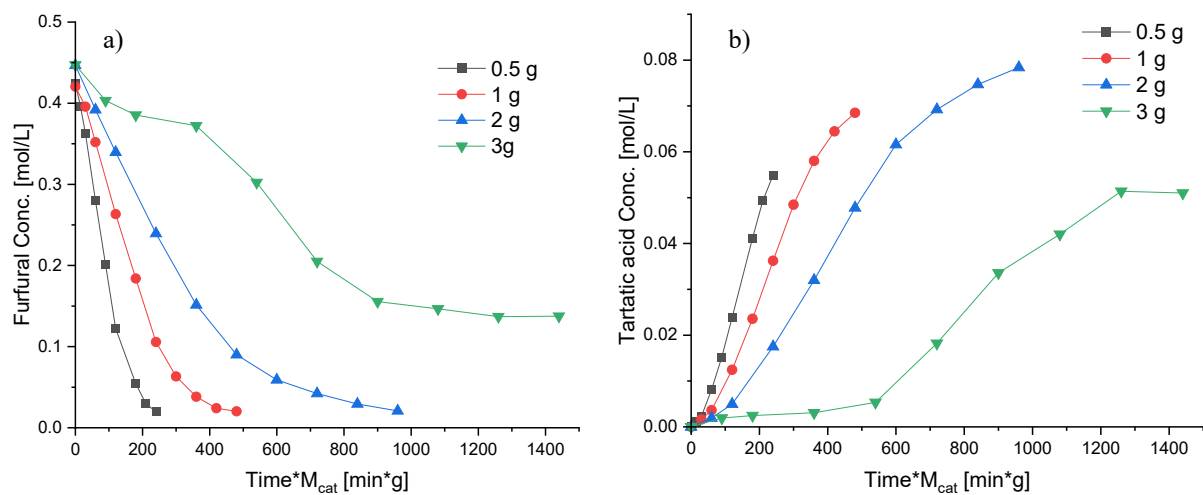 a)
0.5 g
1 g
2 g
3g
0.5
0.4
0.3
0.2
0.1
0.0
0 200 400 600 800 1000 1200 1400
Furfural Conc. [mol/L]
Time*Mcat [min*g]
b)
0.5 g
1 g
2 g
3 g
0.08
0.06
0.04
0.02
0.00
0 200 400 600 800 1000 1200 1400
Tartatic acid Conc. [mol/L]
Time*Mcat [min*g]